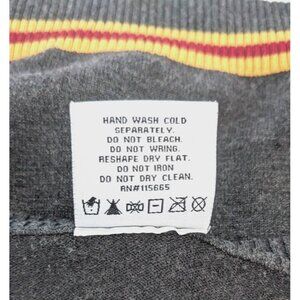 HAND WASH COLD
SEPARATELY.
DO NOT BLEACH.
DO NOT WRING.
RESHAPE DRY FLAT.
DO NOT IRON
DO NOT DRY CLEAN.
RN#115665